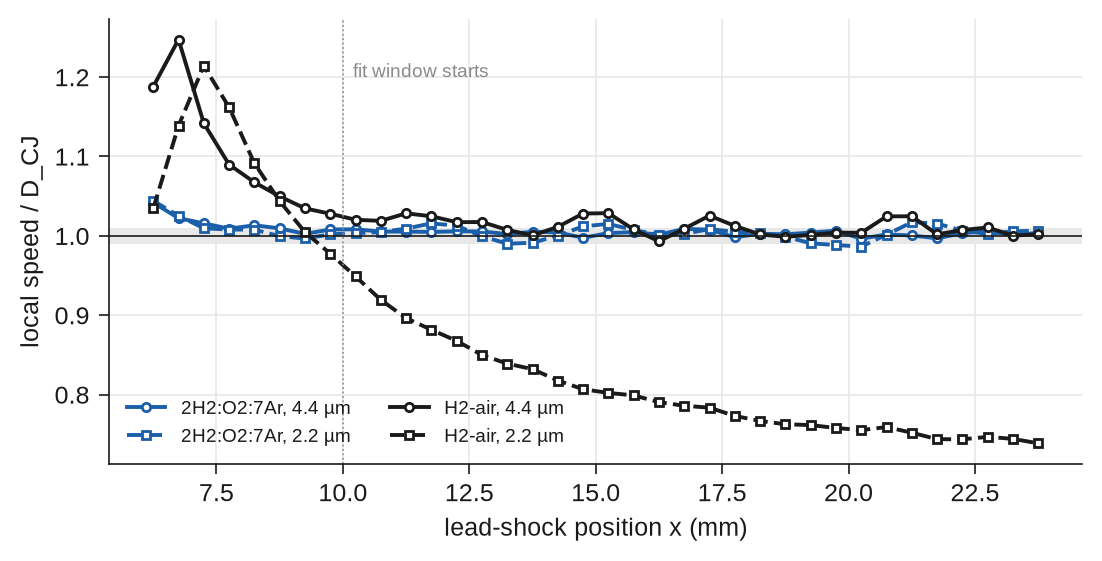 fit window starts
1.2
1.1
1.0
0.9
0.8
local speed / D_CJ
2H2:O2:7Ar, 4.4 µm
2H2:O2:7Ar, 2.2 µm
H2-air, 4.4 µm
H2-air, 2.2 µm
7.5 10.0 12.5 15.0 17.5 20.0 22.5
lead-shock position x (mm)